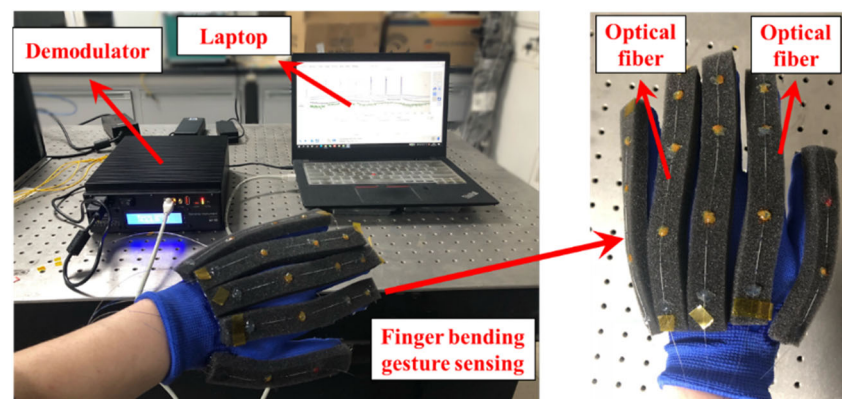 Demodulator
Laptop
Finger bending
gesture sensing
Optical
fiber
Optical
fiber